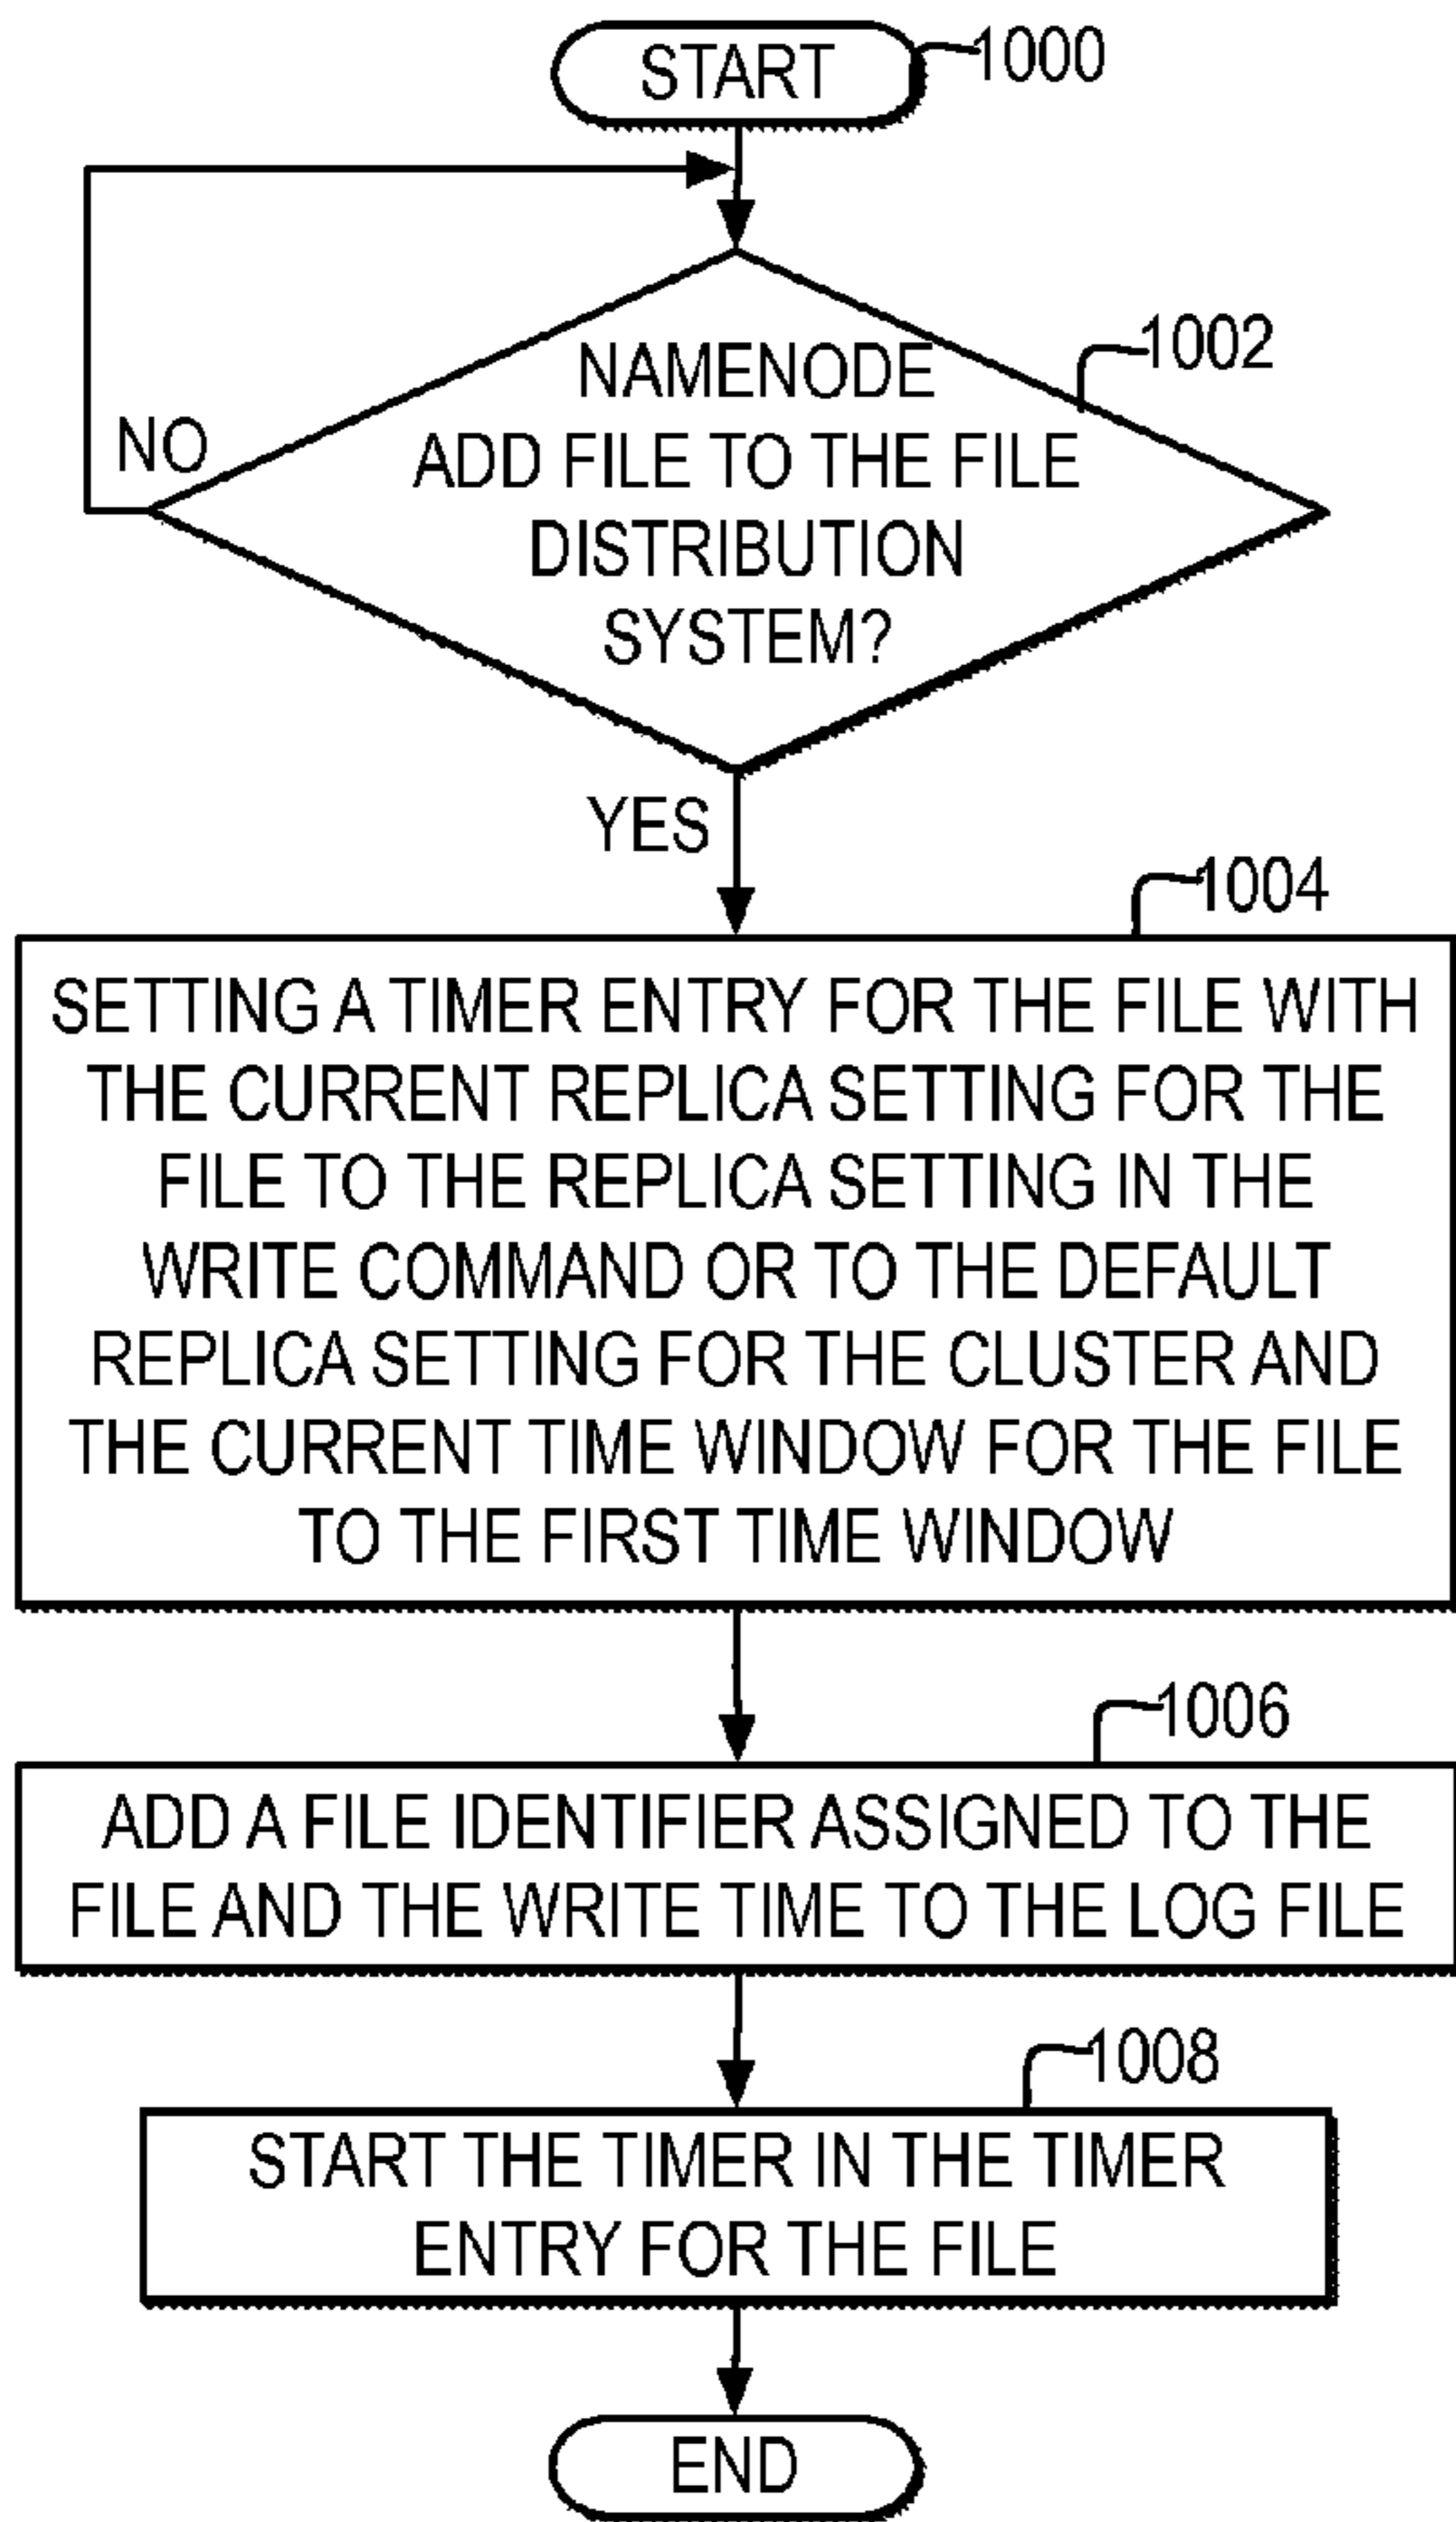 START
1000
NAMENODE
1002
ADD FILE TO THE FILE
NO
DISTRIBUTION
SYSTEM?
YES
1004
SETTING A TIMER ENTRY FOR THE FILE WITH
THE CURRENT REPLICA SETTING FOR THE
FILE TO THE REPLICA SETTING IN THE
WRITE COMMAND OR TO THE DEFAULT
REPLICA SETTING FOR THE CLUSTER AND
THE CURRENT TIME WINDOW FOR THE FILE
TO THE FIRST TIME WINDOW
1006
ADD A FILE IDENTIFIER ASSIGNED TO THE
FILE AND THE WRITE TIME TO THE LOG FILE
1008
START THE TIMER IN THE TIMER
ENTRY FOR THE FILE
END